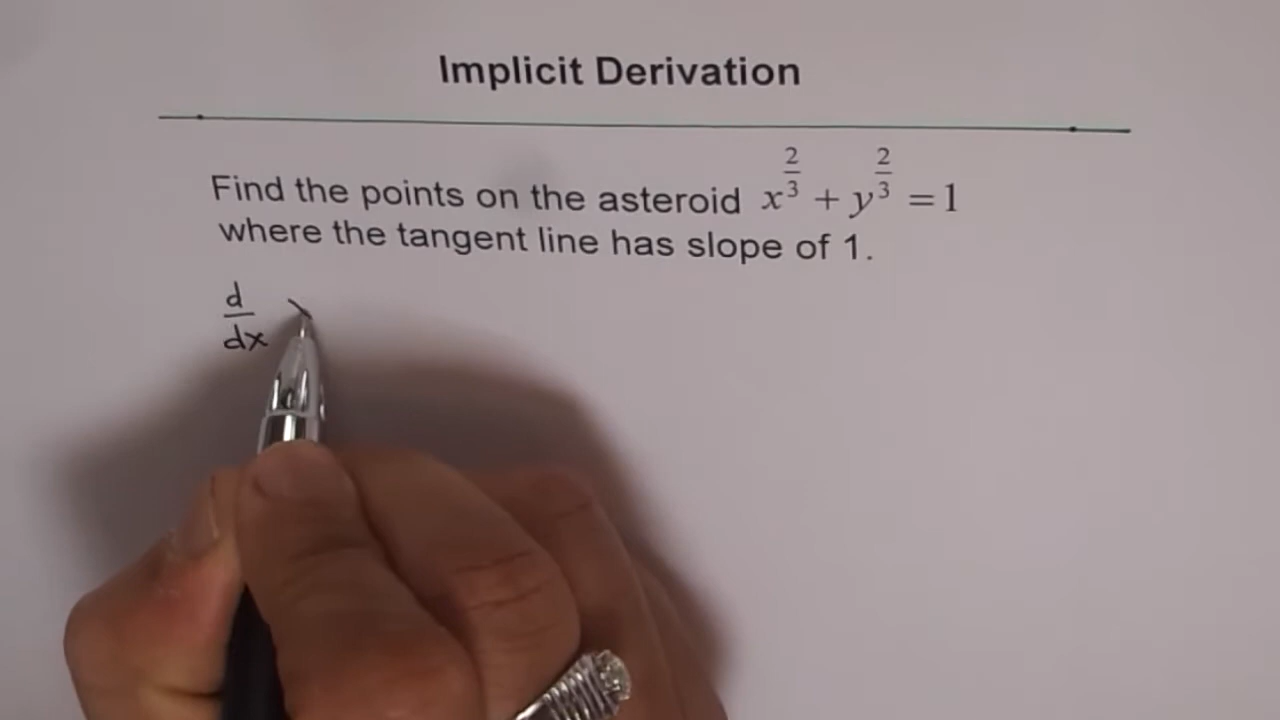 Implicit Derivation
Find the points on the asteroid x^{2/3} + y^{2/3} = 1
where the tangent line has slope of 1.
d/dx